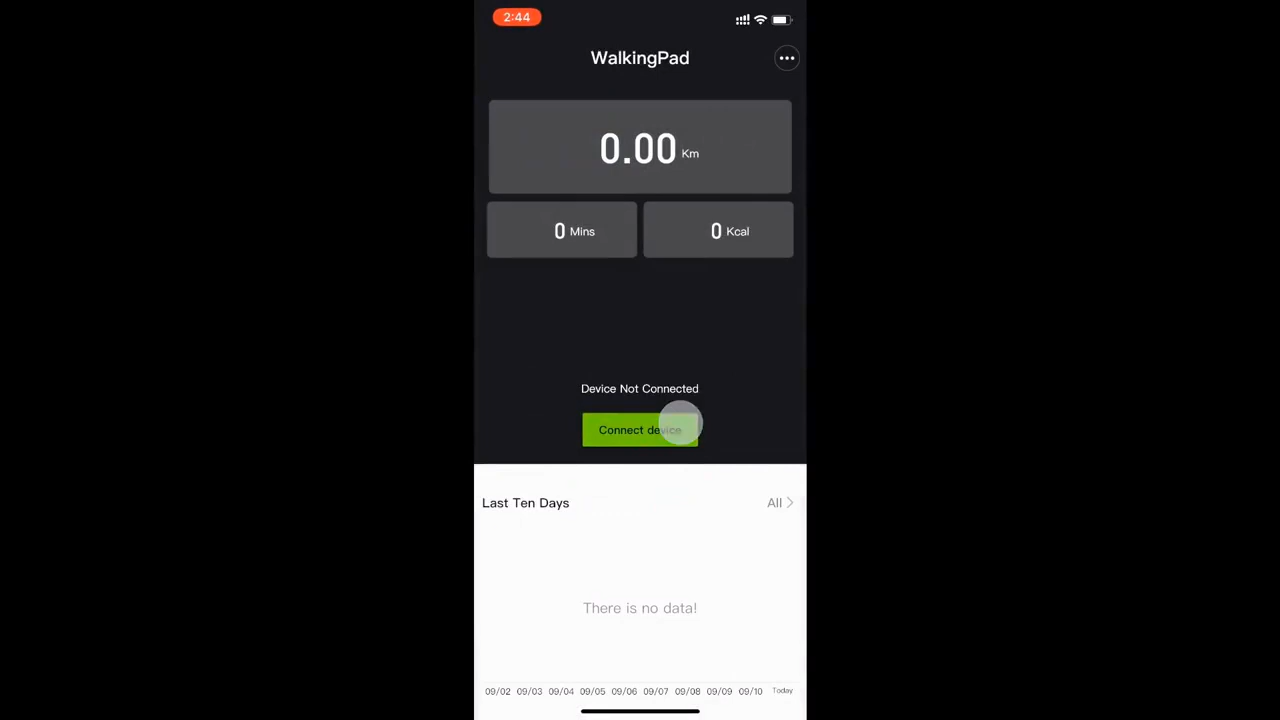 2:44
WalkingPad
0.00 Km
0 Mins
0 Kcal
Device Not Connected
Connect device
Last Ten Days
All
There is no data!
09/02 09/03 09/04 09/05 09/06 09/07 09/08 09/09 09/10 Today